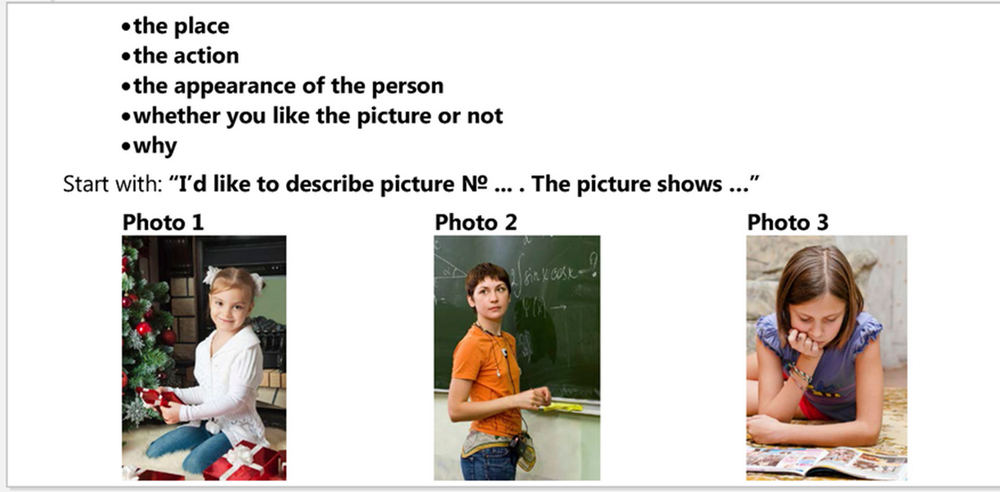 •the place
•the action
•the appearance of the person
•whether you like the picture or not
•why
Start with: “I’d like to describe picture № ... . The picture shows ...”
Photo 1
Photo 2
Photo 3